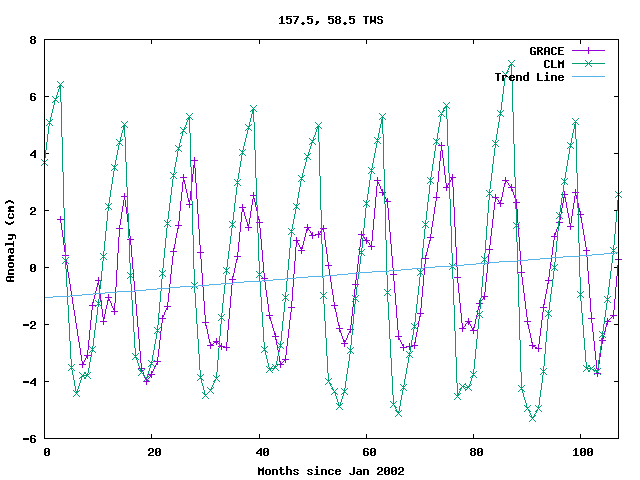 157.5, 58.5 TWS
GRACE
CLM
Trend Line
8
6
4
2
0
-2
-4
-6
Anomaly (cm)
0 20 40 60 80 100
Months since Jan 2002